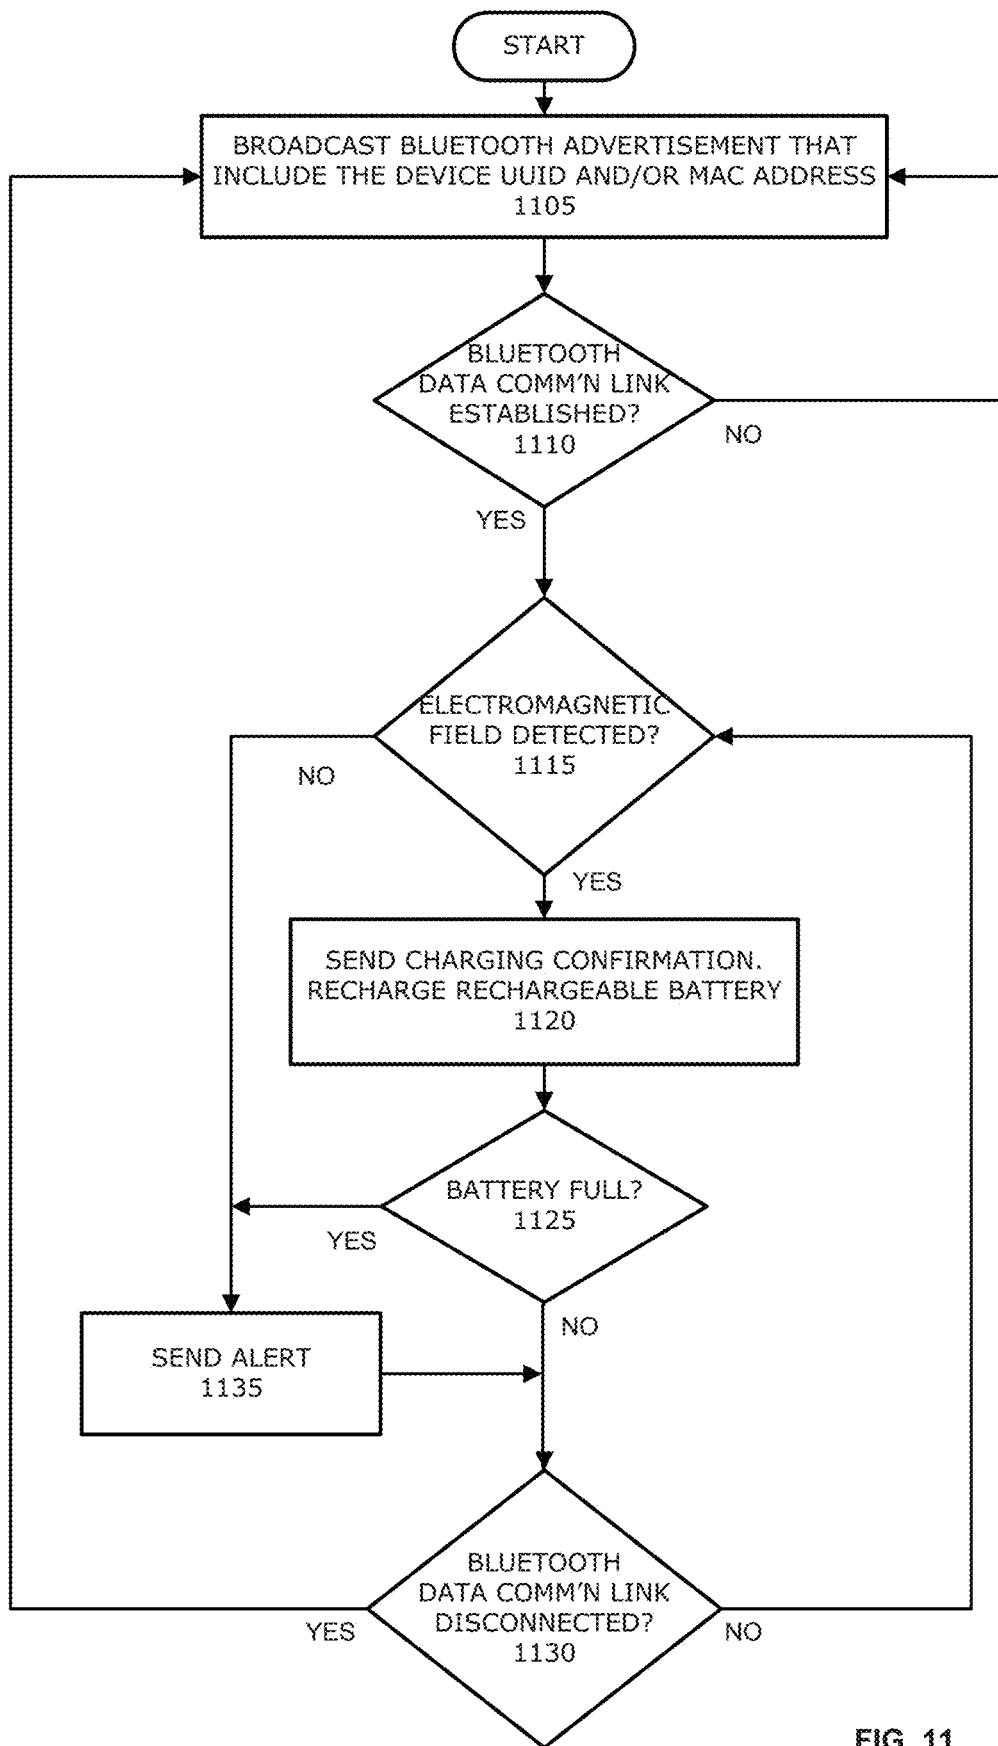 START
BROADCAST BLUETOOTH ADVERTISEMENT THAT
INCLUDE THE DEVICE UUID AND/OR MAC ADDRESS
1105
BLUETOOTH
DATA COMM'N LINK
ESTABLISHED?
1110
NO
YES
ELECTROMAGNETIC
FIELD DETECTED?
1115
NO
YES
SEND CHARGING CONFIRMATION.
RECHARGE RECHARGEABLE BATTERY
1120
BATTERY FULL?
1125
YES
NO
SEND ALERT
1135
BLUETOOTH
DATA COMM'N LINK
DISCONNECTED?
1130
YES
NO
FIG. 11